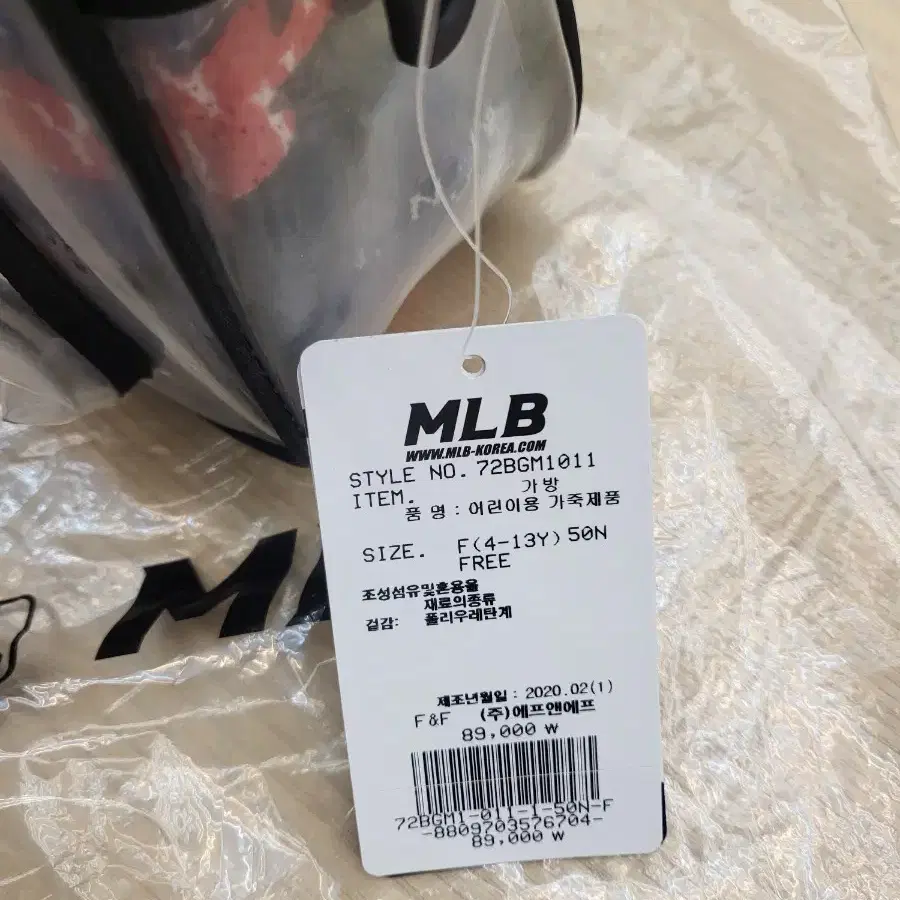 MLB
WWW.MLB-KOREA.COM
STYLE NO. 72BGM1011
ITEM. 가방
품 명 : 어린이용 가죽제품
SIZE. F(4-13Y)50N
FREE
조성섬유및혼용율
재료의종류
겉감: 폴리우레탄계
제조년월일 : 2020.02(1)
F&F (주)에프앤에프
89,000 ₩
72BGM1-011-1-50N-F
-8809703576704-
89,000 ₩